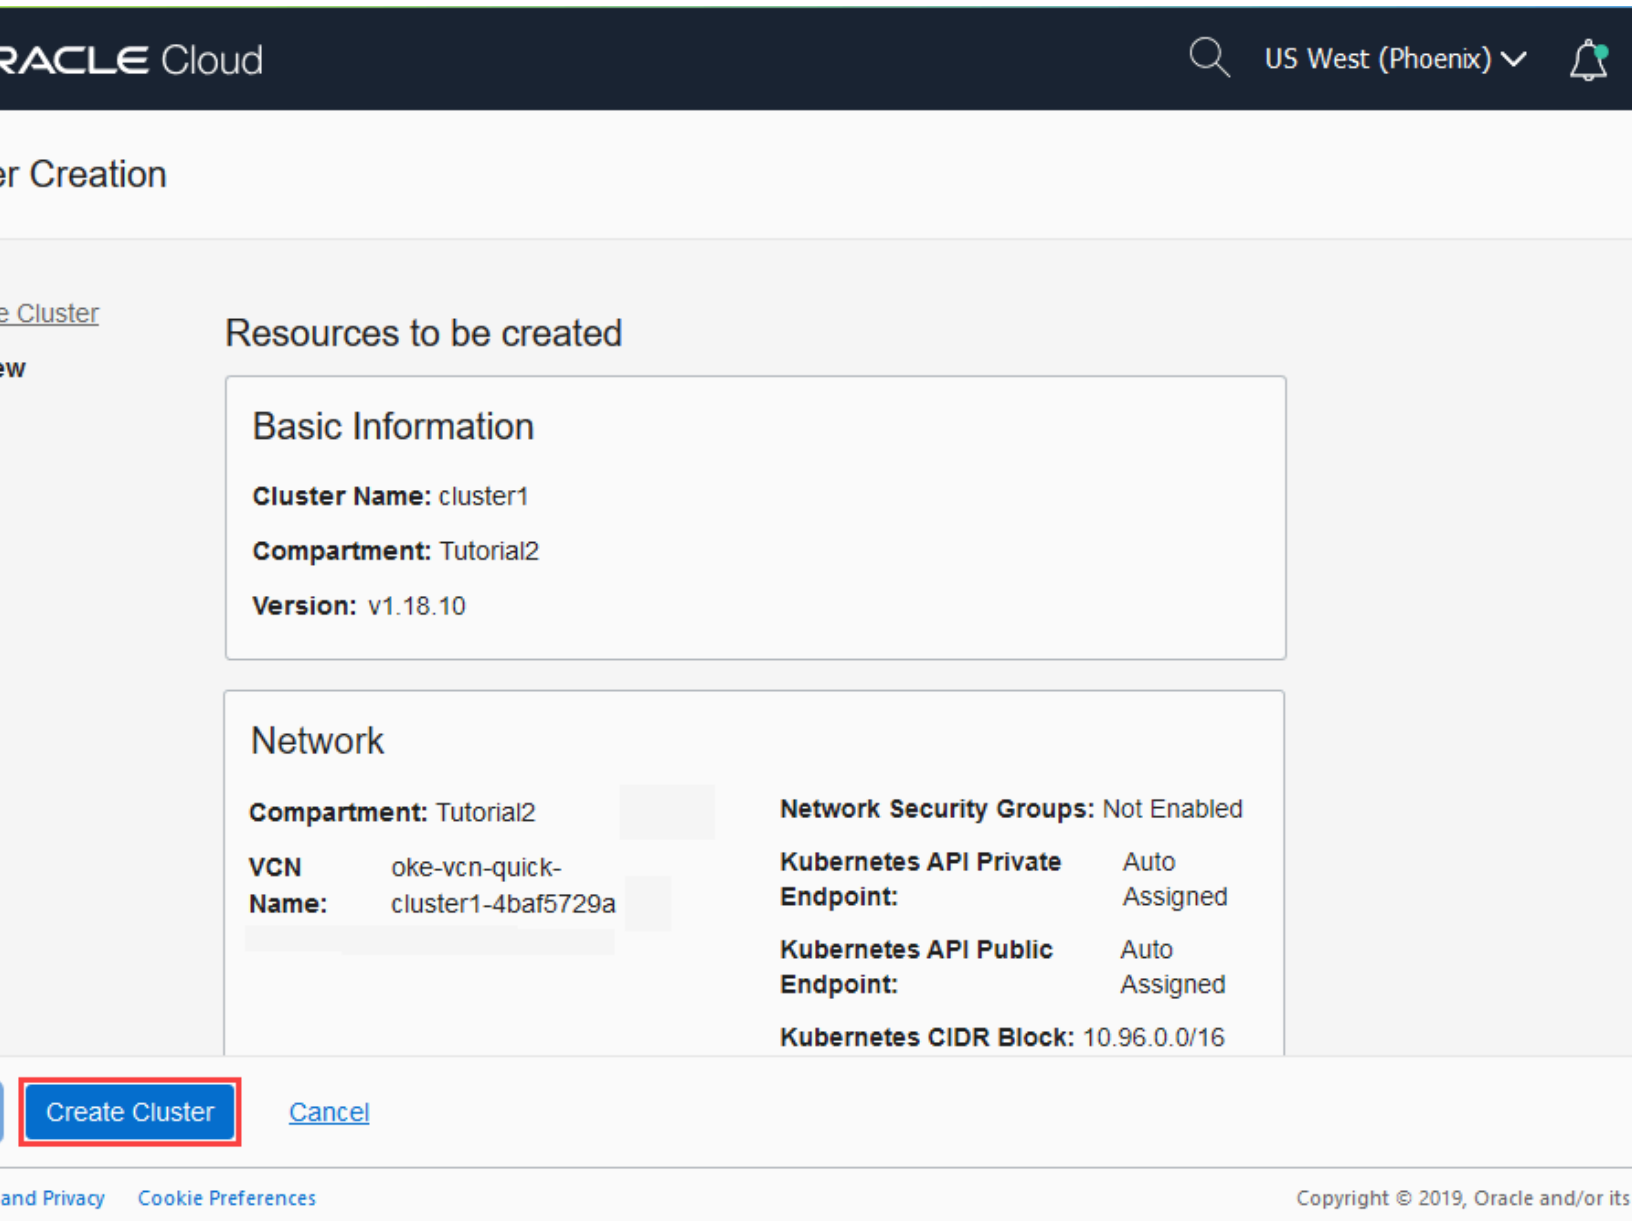 RACLE Cloud
US West (Phoenix)
er Creation
e Cluster
ew
Resources to be created
Basic Information
Cluster Name: cluster1
Compartment: Tutorial2
Version: v1.18.10
Network
Compartment: Tutorial2
VCN oke-vcn-quick-
Name: cluster1-4baf5729a
Network Security Groups: Not Enabled
Kubernetes API Private Auto
Endpoint: Assigned
Kubernetes API Public Auto
Endpoint: Assigned
Kubernetes CIDR Block: 10.96.0.0/16
Create Cluster
Cancel
and Privacy Cookie Preferences
Copyright © 2019, Oracle and/or its